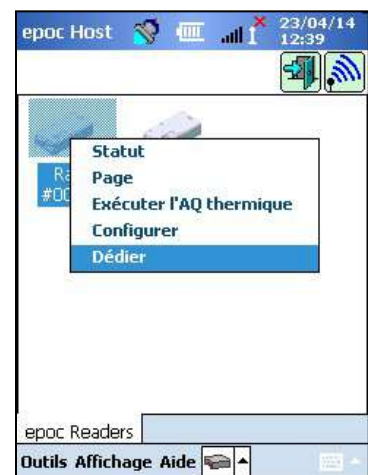 epoc Host 23/04/14
12:39
Statut
Page
Exécuter l'AQ thermique
Configurer
Dédier
epoc Readers
Outils Affichage Aide